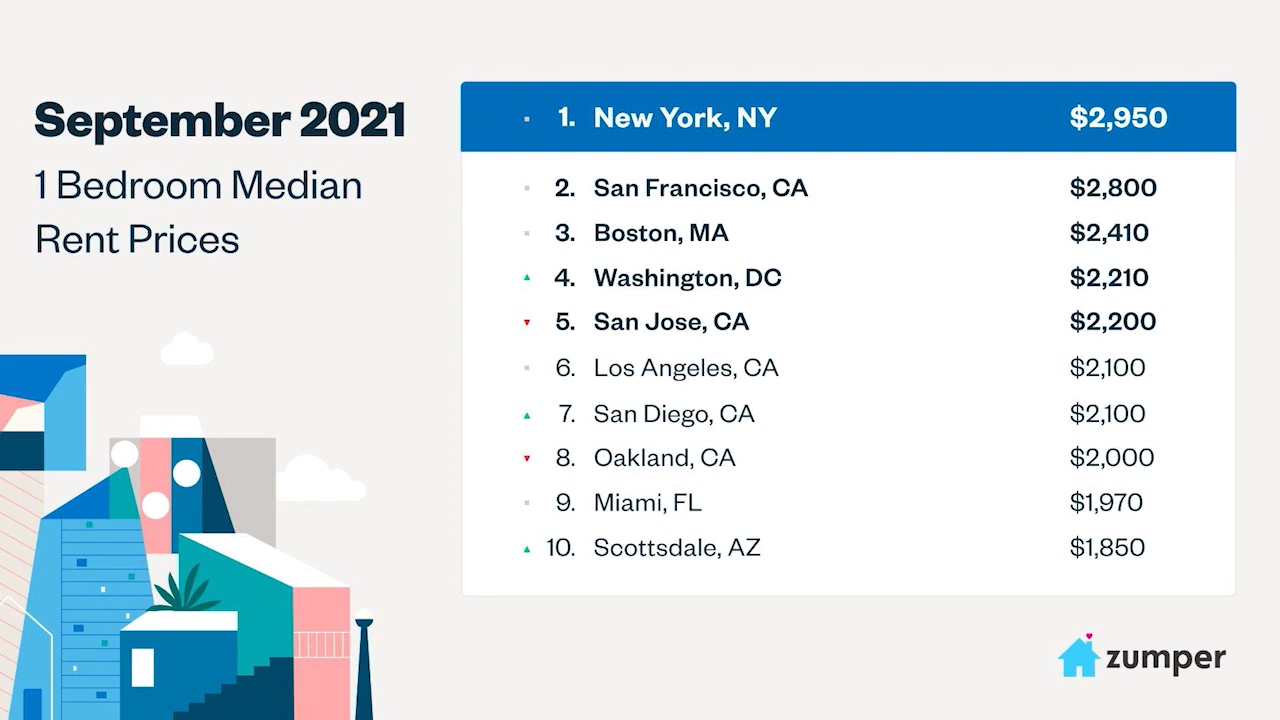 September 2021
1 Bedroom Median
Rent Prices
1. New York, NY $2,950
2. San Francisco, CA $2,800
3. Boston, MA $2,410
4. Washington, DC $2,210
5. San Jose, CA $2,200
6. Los Angeles, CA $2,100
7. San Diego, CA $2,100
8. Oakland, CA $2,000
9. Miami, FL $1,970
10. Scottsdale, AZ $1,850
zumper